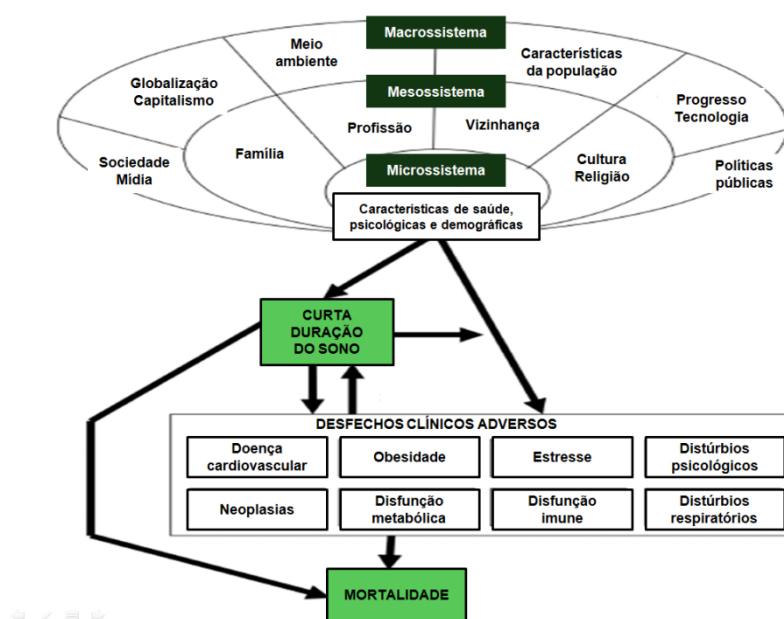 Macrossistema
Meio
ambiente
Características
da população
Globalização
Capitalismo
Mesossistema
Progresso
Tecnologia
Profissão
Vizinhança
Família
Sociedade
Mídia
Microssistema
Cultura
Religião
Políticas
públicas
Características de saúde,
psicológicas e demográficas
CURTA
DURAÇÃO
DO SONO
DESFECHOS CLÍNICOS ADVERSOS
Doença
cardiovascular
Obesidade
Estresse
Distúrbios
psicológicos
Neoplasias
Disfunção
metabólica
Disfunção
imune
Distúrbios
respiratórios
MORTALIDADE